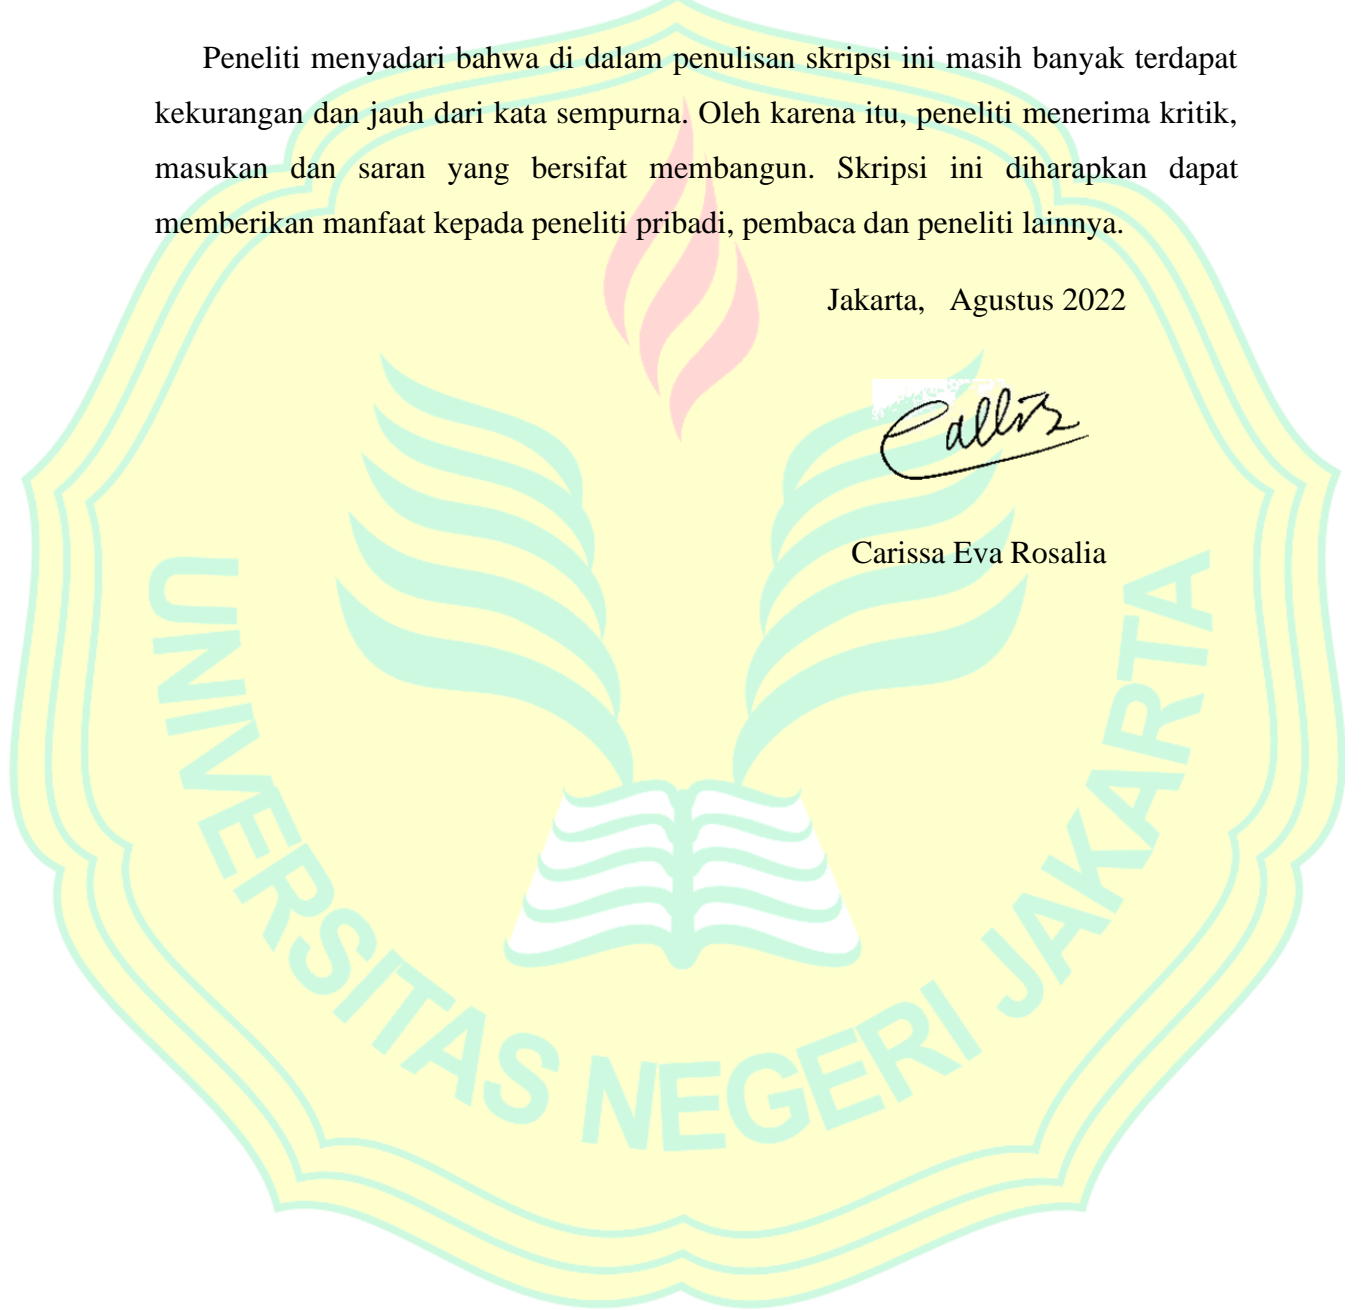 Peneliti menyadari bahwa di dalam penulisan skripsi ini masih banyak terdapat
kekurangan dan jauh dari kata sempurna. Oleh karena itu, peneliti menerima kritik,
masukan dan saran yang bersifat membangun. Skripsi ini diharapkan dapat
memberikan manfaat kepada peneliti pribadi, pembaca dan peneliti lainnya.
Jakarta,   Agustus 2022
Carissa Eva Rosalia
UNIVERSITAS NEGERI JAKARTA